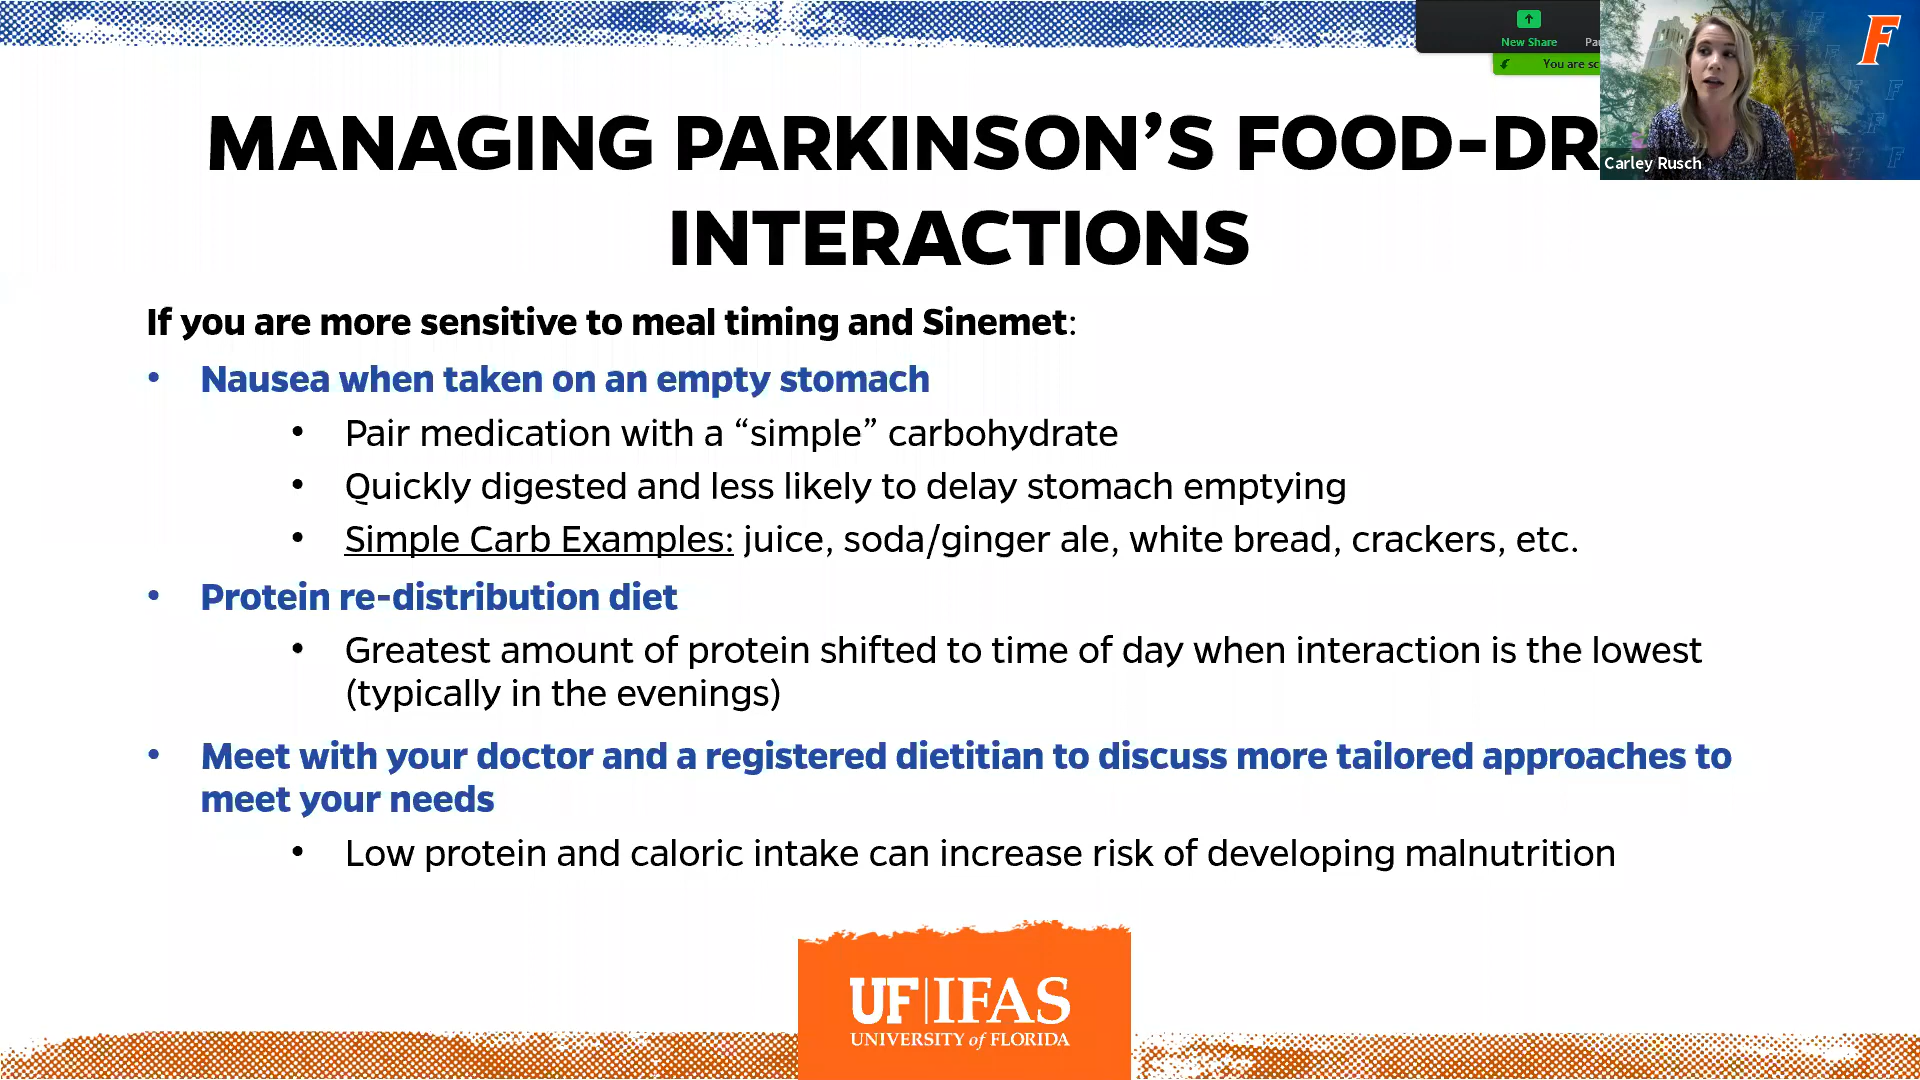 New Share
You are
F
Carley Rusch
MANAGING PARKINSON’S FOOD-DR
INTERACTIONS
If you are more sensitive to meal timing and Sinemet:
• Nausea when taken on an empty stomach
• Pair medication with a “simple” carbohydrate
• Quickly digested and less likely to delay stomach emptying
• Simple Carb Examples: juice, soda/ginger ale, white bread, crackers, etc.
• Protein re-distribution diet
• Greatest amount of protein shifted to time of day when interaction is the lowest
(typically in the evenings)
• Meet with your doctor and a registered dietitian to discuss more tailored approaches to
meet your needs
• Low protein and caloric intake can increase risk of developing malnutrition
UF|IFAS
UNIVERSITY of FLORIDA